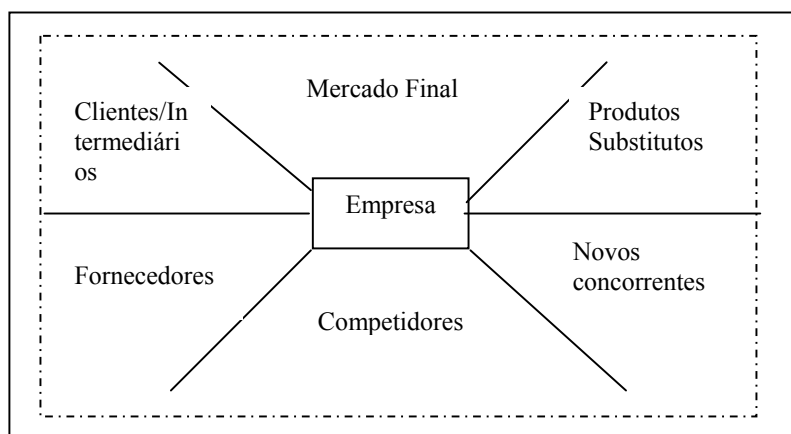 Mercado Final
Clientes/In
termediári
os
Produtos
Substitutos
Empresa
Fornecedores
Novos
concorrentes
Competidores